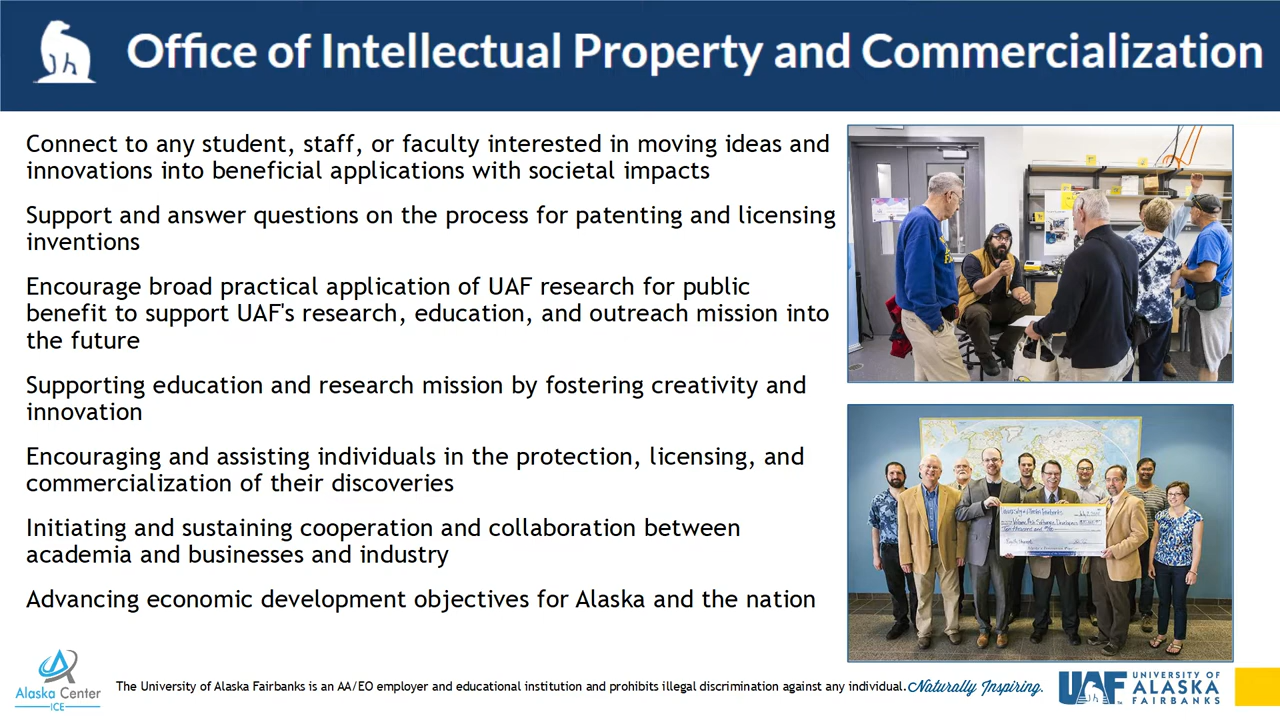 Office of Intellectual Property and Commercialization
Connect to any student, staff, or faculty interested in moving ideas and
innovations into beneficial applications with societal impacts
Support and answer questions on the process for patenting and licensing
inventions
Encourage broad practical application of UAF research for public
benefit to support UAF's research, education, and outreach mission into
the future
Supporting education and research mission by fostering creativity and
innovation
Encouraging and assisting individuals in the protection, licensing, and
commercialization of their discoveries
Initiating and sustaining cooperation and collaboration between
academia and businesses and industry
Advancing economic development objectives for Alaska and the nation
Alaska Center
ICE
The University of Alaska Fairbanks is an AA/EO employer and educational institution and prohibits illegal discrimination against any individual.
Naturally Inspiring.
UAF
UNIVERSITY OF
ALASKA
FAIRBANKS